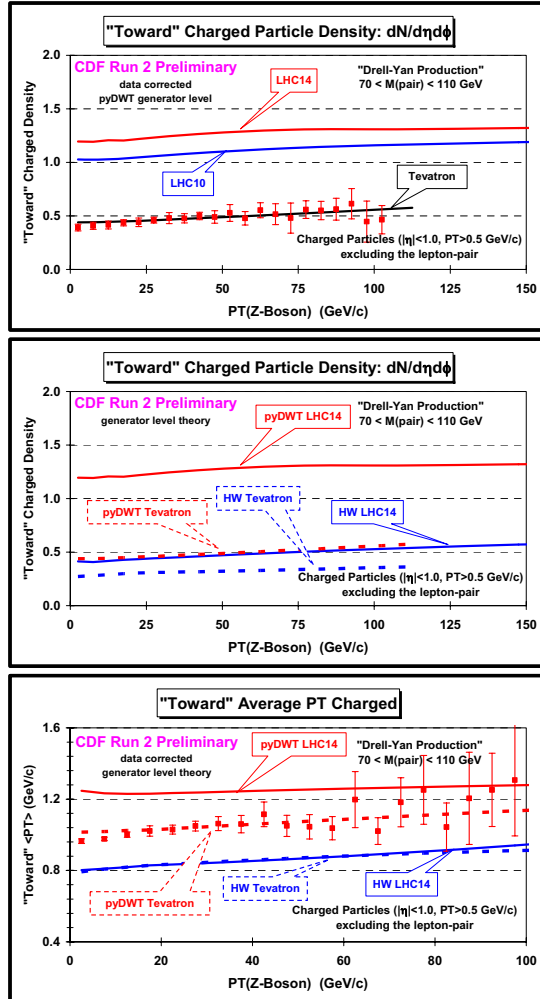 "Toward" Charged Particle Density: dN/dηdϕ
CDF Run 2 Preliminary
data corrected
pyDWT generator level
"Drell-Yan Production"
70 < M(pair) < 110 GeV
LHC14
LHC10
Tevatron
Charged Particles (|η|<1.0, PT>0.5 GeV/c)
excluding the lepton-pair
"Toward" Charged Density
2.0
1.5
1.0
0.5
0.0
0 25 50 75 100 125 150
PT(Z-Boson) (GeV/c)
"Toward" Charged Particle Density: dN/dηdϕ
CDF Run 2 Preliminary
generator level theory
pyDWT LHC14
"Drell-Yan Production"
70 < M(pair) < 110 GeV
HW Tevatron
pyDWT Tevatron
HW LHC14
Charged Particles (|η|<1.0, PT>0.5 GeV/c)
excluding the lepton-pair
"Toward" Charged Density
2.0
1.5
1.0
0.5
0.0
0 25 50 75 100 125 150
PT(Z-Boson) (GeV/c)
"Toward" Average PT Charged
CDF Run 2 Preliminary
data corrected
generator level theory
pyDWT LHC14
"Drell-Yan Production"
70 < M(pair) < 110 GeV
pyDWT Tevatron
HW Tevatron
HW LHC14
Charged Particles (|η|<1.0, PT>0.5 GeV/c)
excluding the lepton-pair
"Toward" <PT> (GeV/c)
1.6
1.2
0.8
0.4
0 20 40 60 80 100
PT(Z-Boson) (GeV/c)